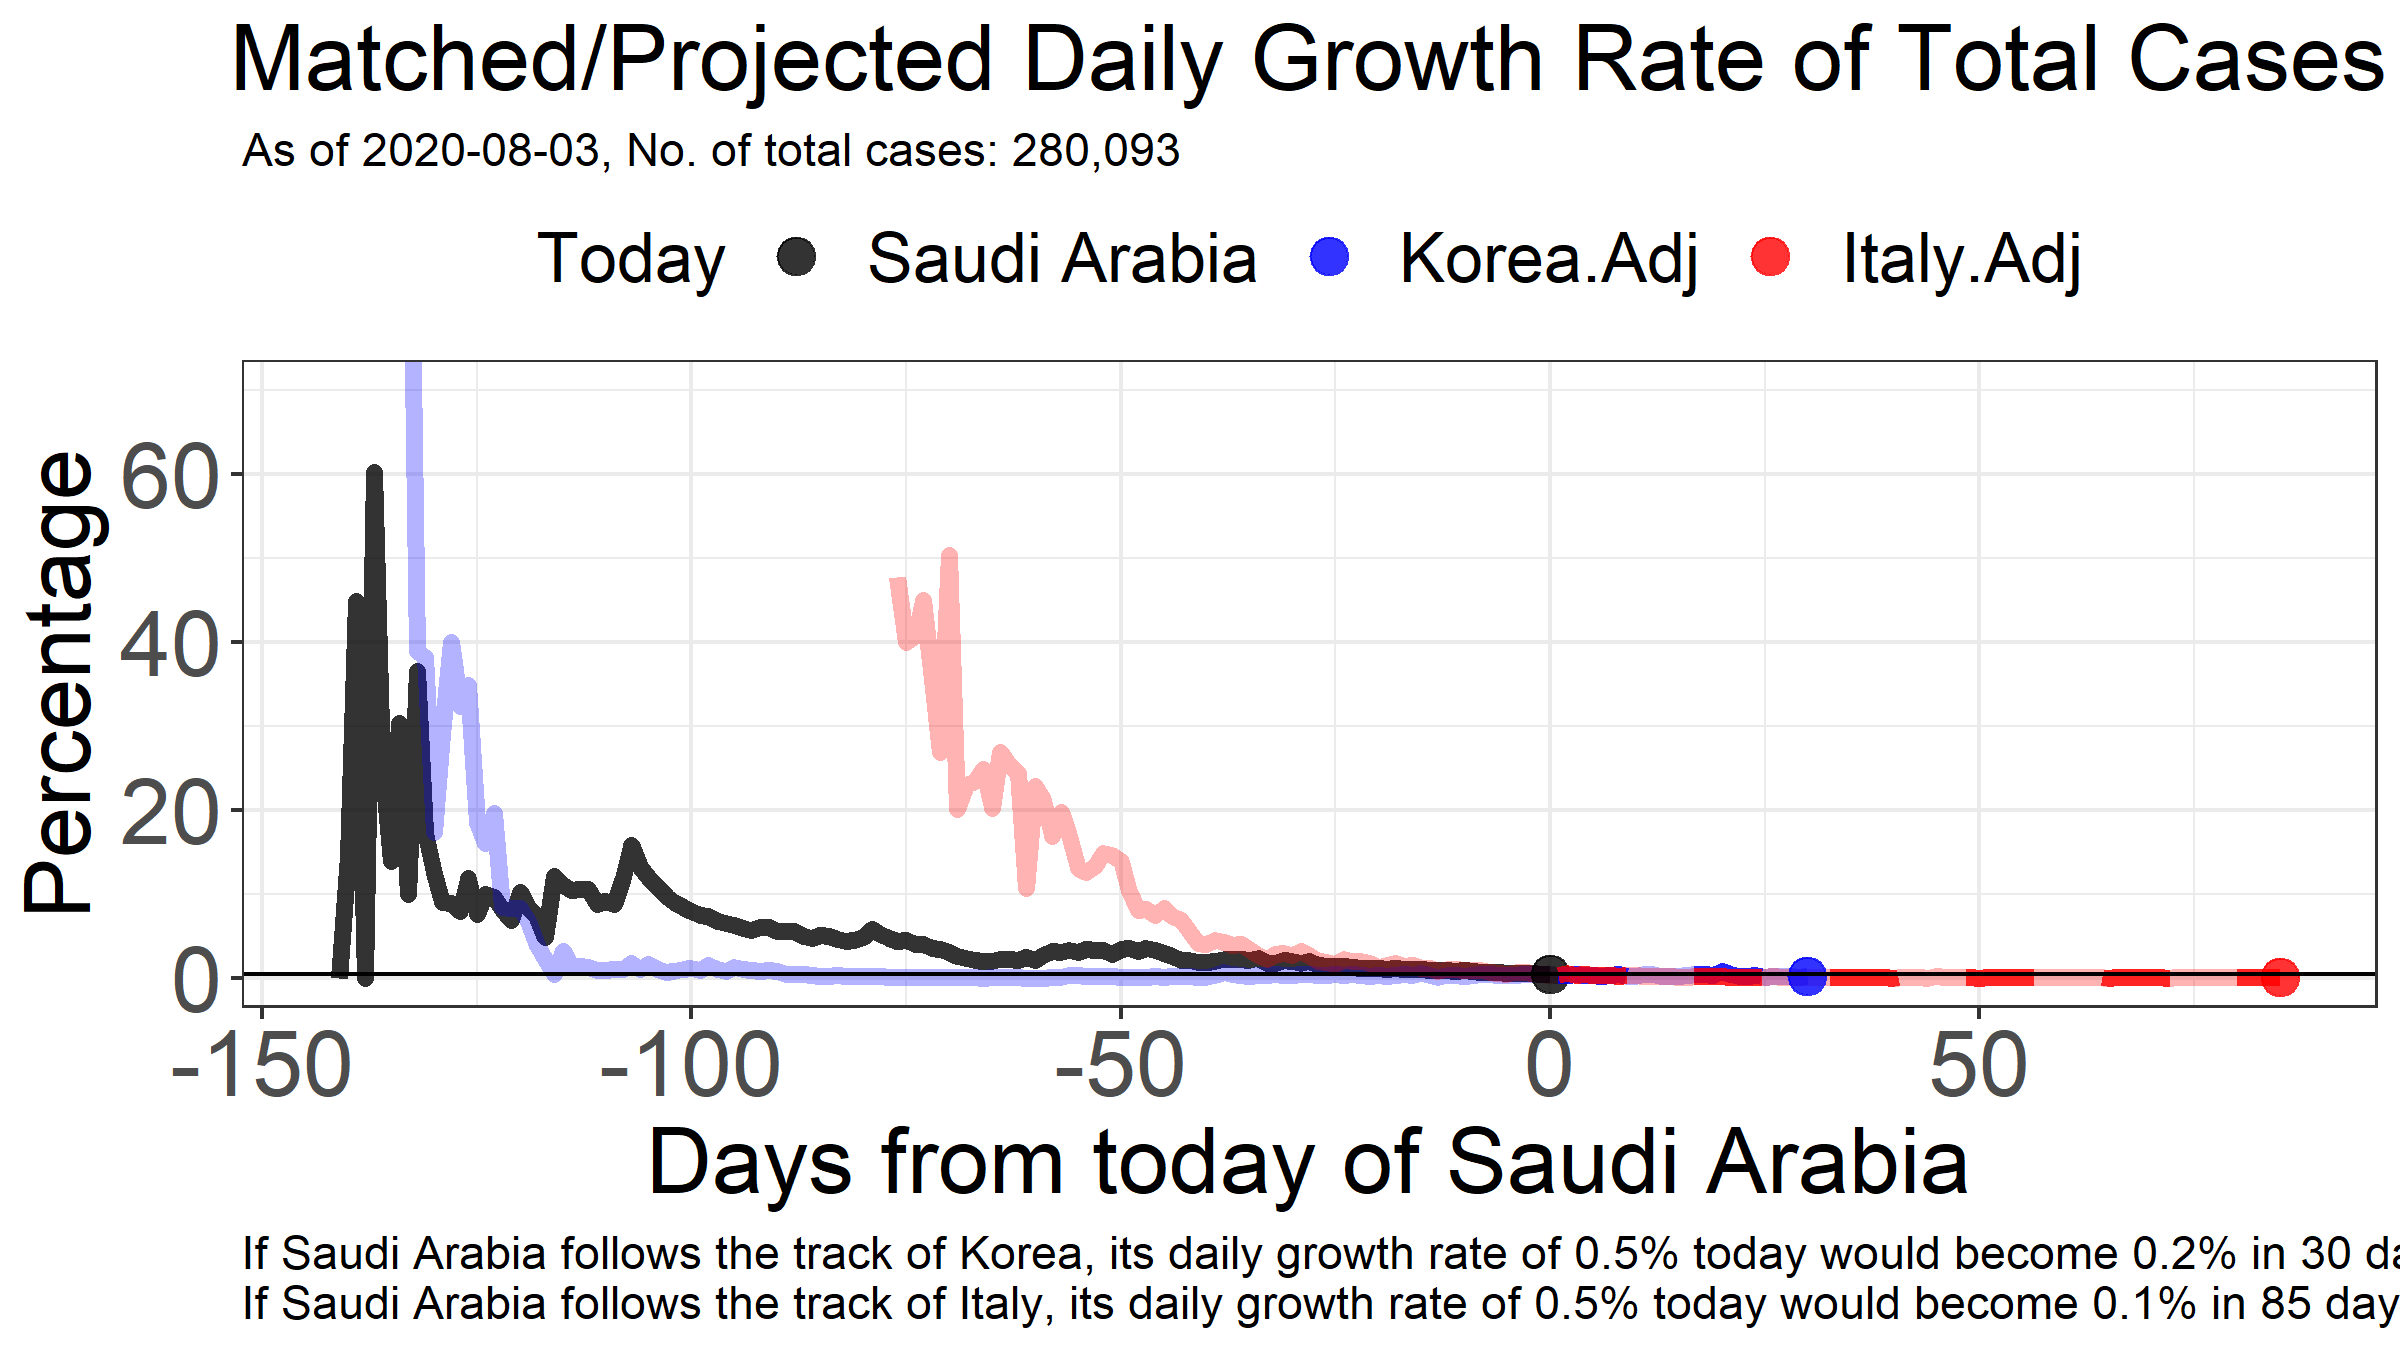 Matched/Projected Daily Growth Rate of Total Cases
As of 2020-08-03, No. of total cases: 280,093
Today Saudi Arabia Korea.Adj Italy.Adj
Percentage
60
40
20
0
-150 -100 -50 0 50
Days from today of Saudi Arabia
If Saudi Arabia follows the track of Korea, its daily growth rate of 0.5% today would become 0.2% in 30
If Saudi Arabia follows the track of Italy, its daily growth rate of 0.5% today would become 0.1% in 85 day